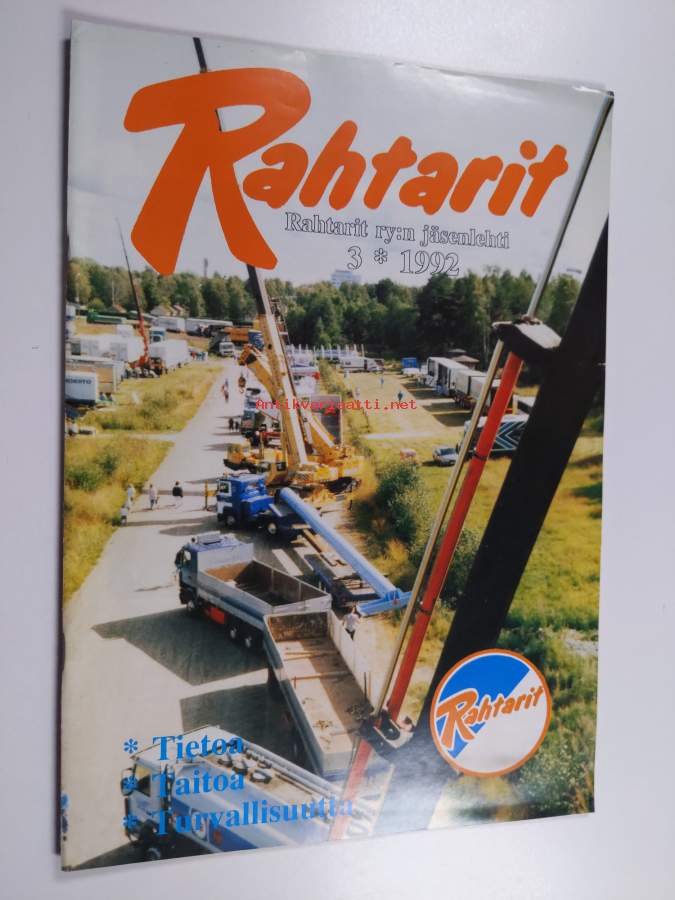 Rahtarit
Rahtarit ry:n jäsenlehti
3 * 1992
Antikvariaatti.net
Rahtarit
* Tietoa
* Taitoa
* Turvallisuutta